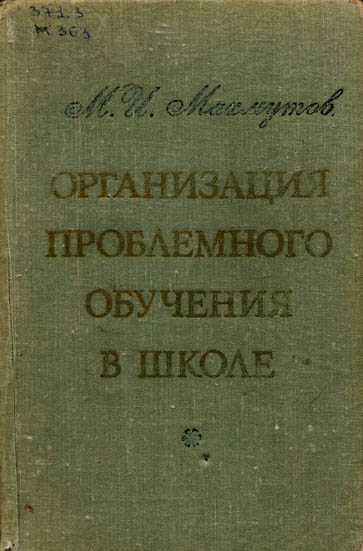 371.3
М 363
М. И. Махмутов.
ОРГАНИЗАЦИЯ
ПРОБЛЕМНОГО
ОБУЧЕНИЯ
В ШКОЛЕ